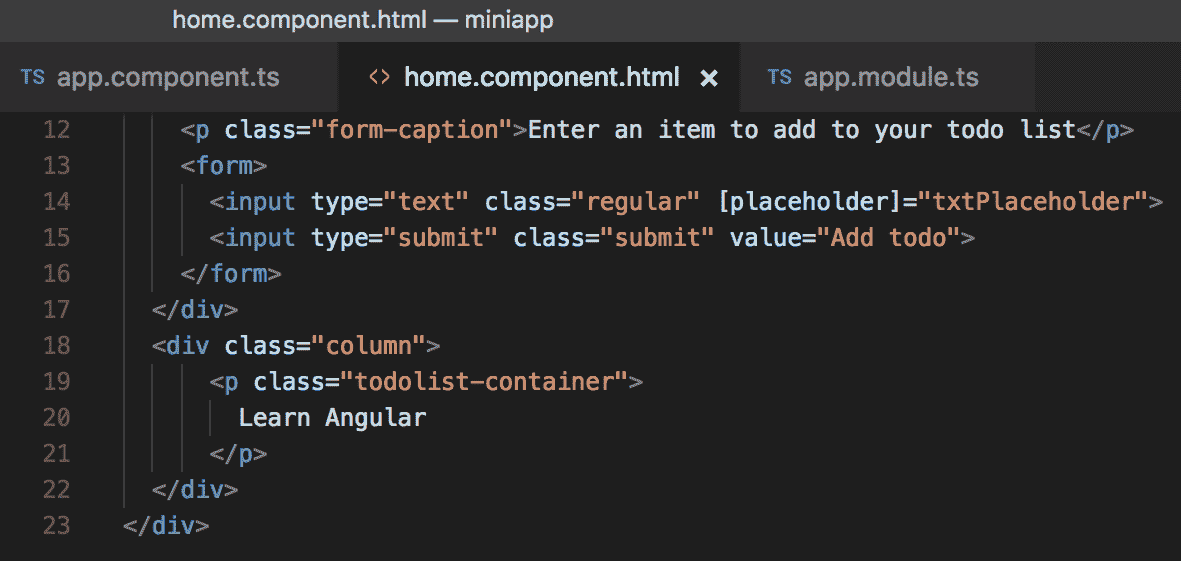 home.component.html — miniapp
TS app.component.ts <> home.component.html × TS app.module.ts
12 <p class="form-caption">Enter an item to add to your todo list</p>
13 <form>
14 <input type="text" class="regular" [placeholder]="txtPlaceholder">
15 <input type="submit" class="submit" value="Add todo">
16 </form>
17 </div>
18 <div class="column">
19 <p class="todolist-container">
20 Learn Angular
21 </p>
22 </div>
23 </div>